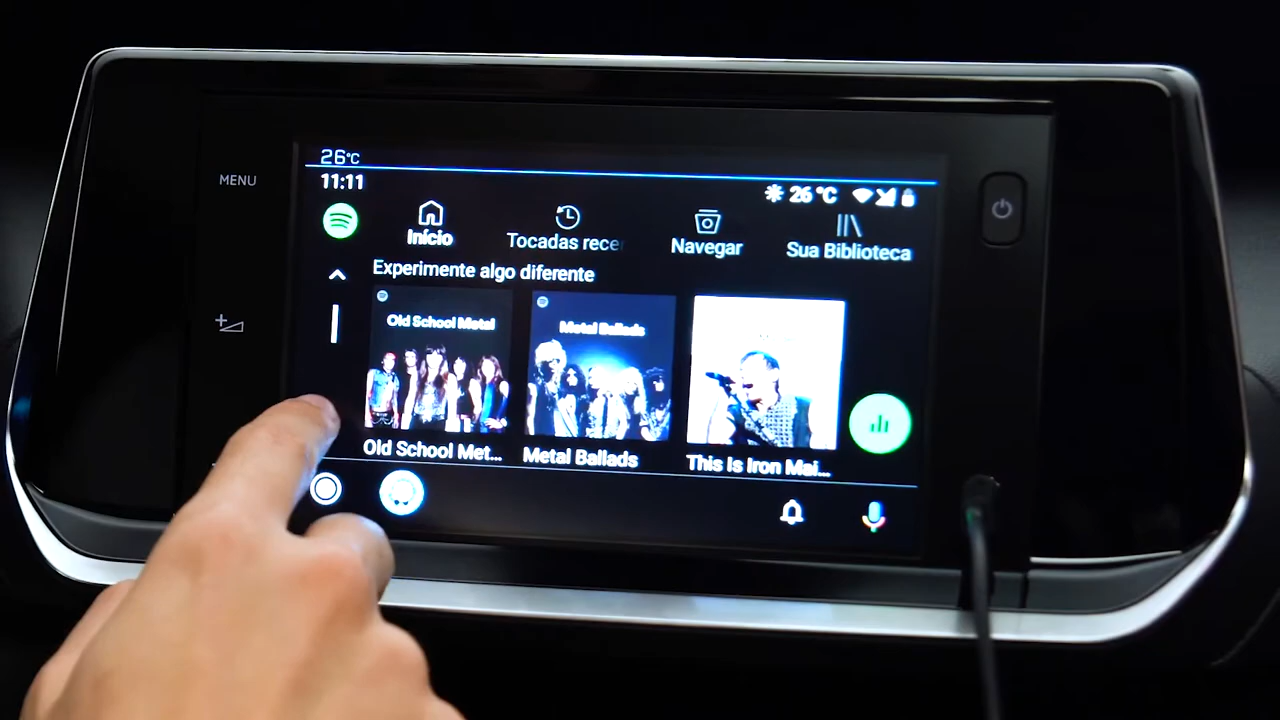 26°C
MENU
11:11
26 °C
Início
Tocadas rece
Navegar
Sua Biblioteca
Experimente algo diferente
Old School Metal
Metal Ballads
Old School Met...
Metal Ballads
This Is Iron Mai...